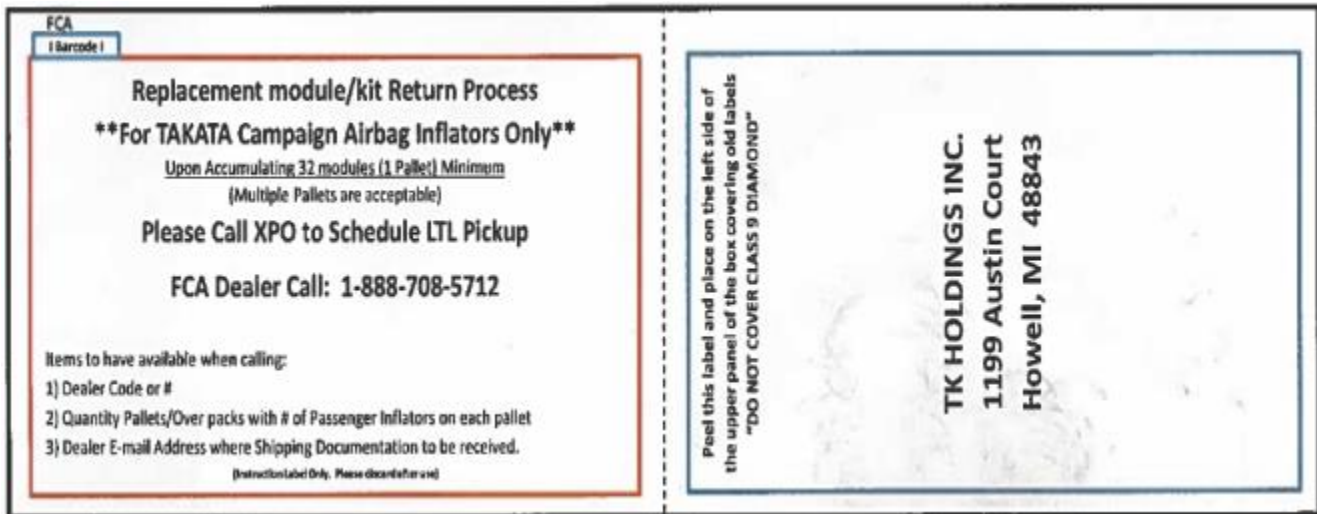 FCA
I Barcode I
Replacement module/kit Return Process
**For TAKATA Campaign Airbag Inflators Only**
Upon Accumulating 32 modules (1 Pallet) Minimum
(Multiple Pallets are acceptable)
Please Call XPO to Schedule LTL Pickup
FCA Dealer Call: 1-888-708-5712
Items to have available when calling:
1) Dealer Code or #
2) Quantity Pallets/Over packs with # of Passenger Inflators on each pallet
3) Dealer E-mail Address where Shipping Documentation to be received.
(Instruction Label Only. Please discard after use)
Peel this label and place on the left side of
the upper panel of the box covering old labels
"DO NOT COVER CLASS 9 DIAMOND"
TK HOLDINGS INC.
1199 Austin Court
Howell, MI 48843